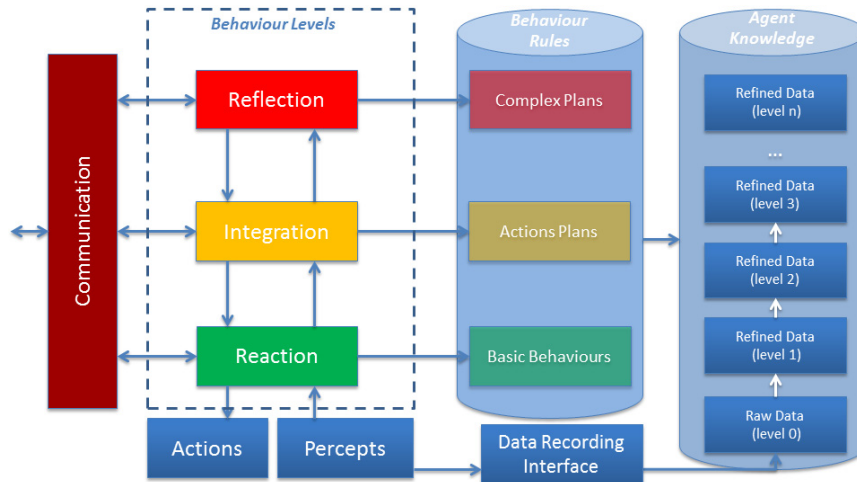 Behaviour Levels
Behaviour
Rules
Agent
Knowledge
Communication
Reflection
Complex Plans
Refined Data
(level n)
...
Integration
Actions Plans
Refined Data
(level 3)
Refined Data
(level 2)
Reaction
Basic Behaviours
Refined Data
(level 1)
Raw Data
(level 0)
Actions
Percepts
Data Recording
Interface